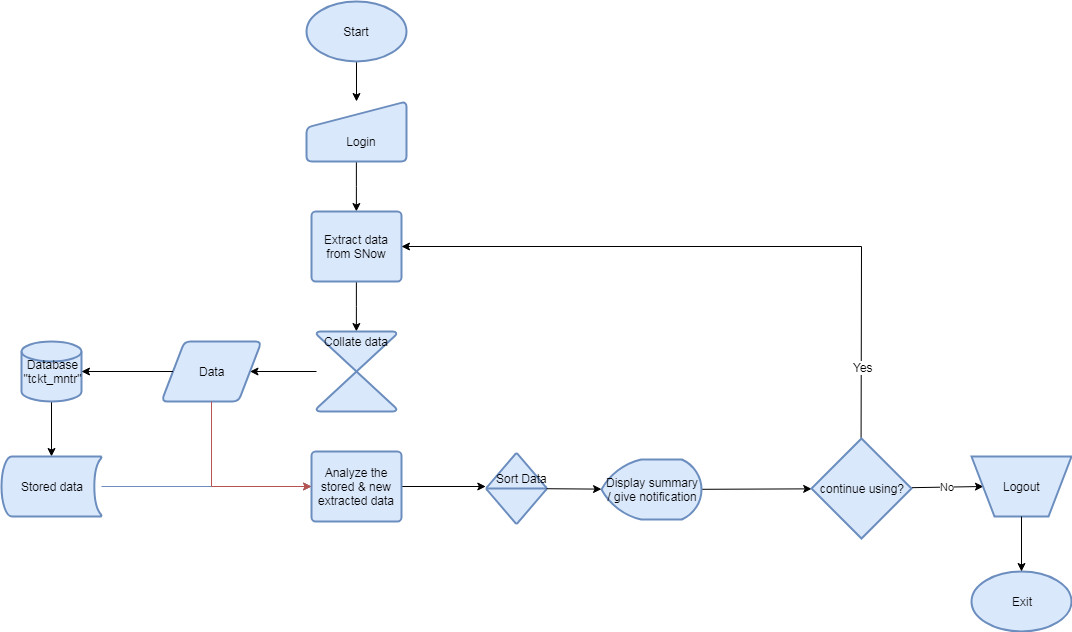 Start
Login
Extract data
from SNow
Collate data
Data
Database
"tckt_mntr"
Stored data
Analyze the
stored & new
extracted data
Sort Data
Display summary
/ give notification
continue using?
Yes
No
Logout
Exit